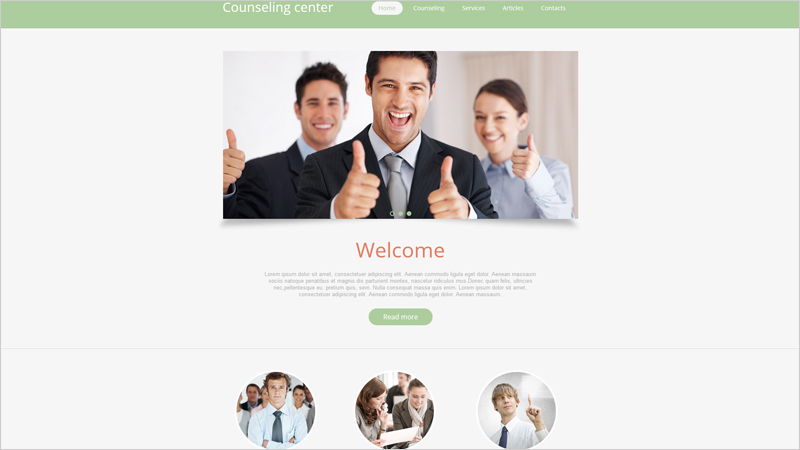 Counseling center
Home Counseling Services Articles Contacts
Welcome
Lorem ipsum dolor sit amet, consectetuer adipiscing elit. Aenean commodo ligula eget dolor. Aenean massaum
sociis natoque penatibus et magnis dis parturient montes, nascetur ridiculus mus Donec quam felis, ultricies
nec,pellentesque eu, pretium quis, sem. Nulla consequat massa quis enim. Lorem ipsum dolor sit amet,
consectetuer adipiscing elit. Aenean commodo ligula eget dolor. Aenean massaum...
Read more